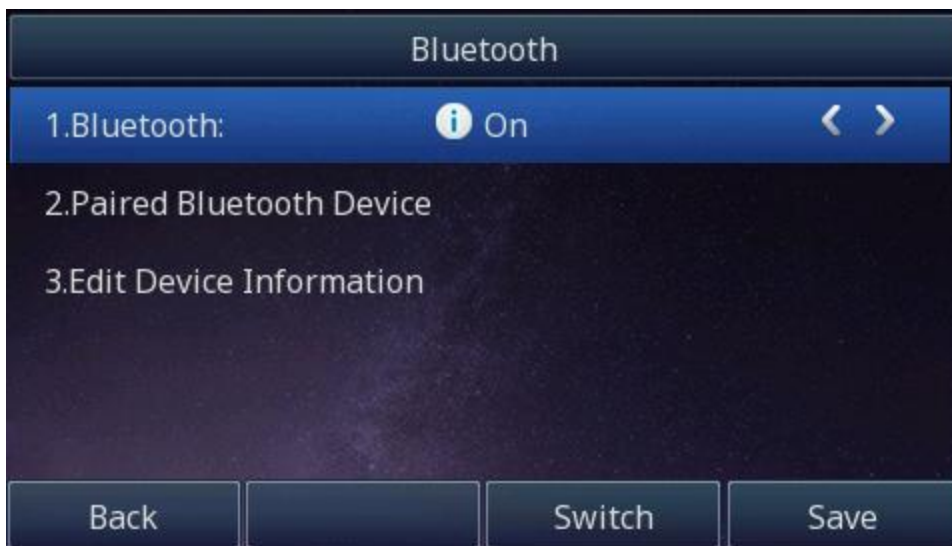 Bluetooth
1.Bluetooth: On
2.Paired Bluetooth Device
3.Edit Device Information
Back Switch Save